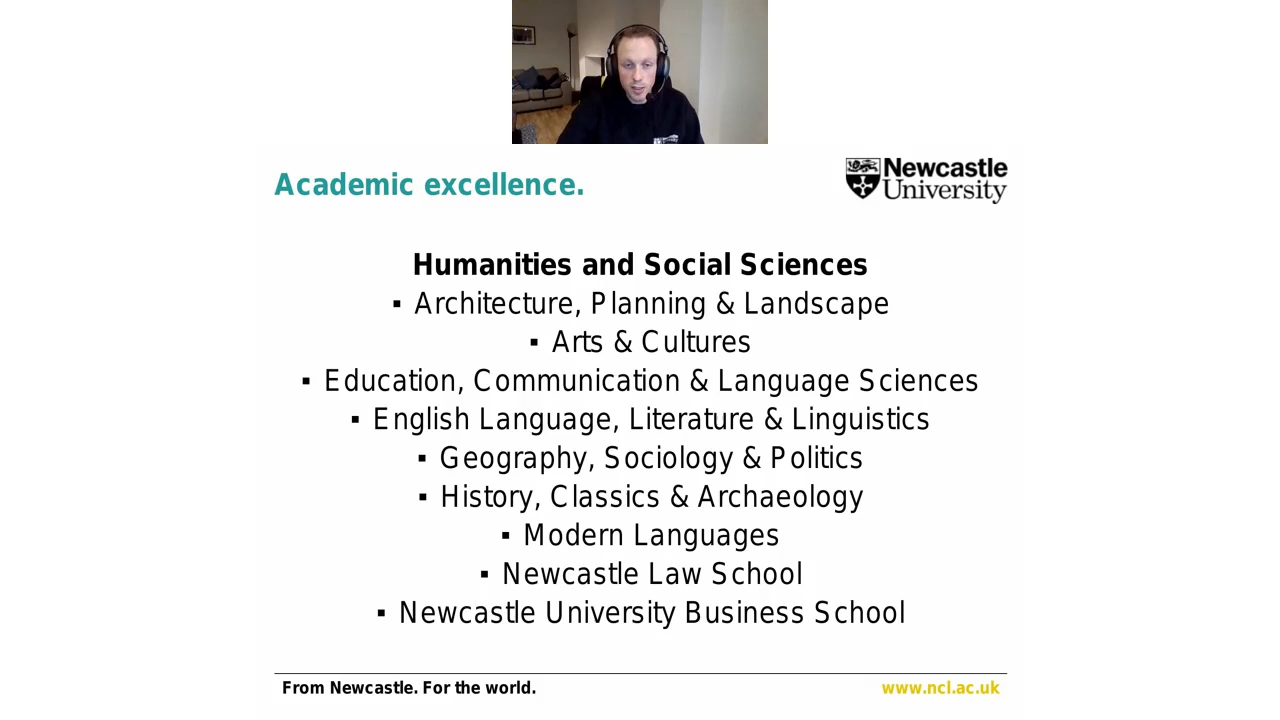 Academic excellence.
Newcastle
University
Humanities and Social Sciences
▪ Architecture, Planning & Landscape
▪ Arts & Cultures
▪ Education, Communication & Language Sciences
▪ English Language, Literature & Linguistics
▪ Geography, Sociology & Politics
▪ History, Classics & Archaeology
▪ Modern Languages
▪ Newcastle Law School
▪ Newcastle University Business School
From Newcastle. For the world.
www.ncl.ac.uk